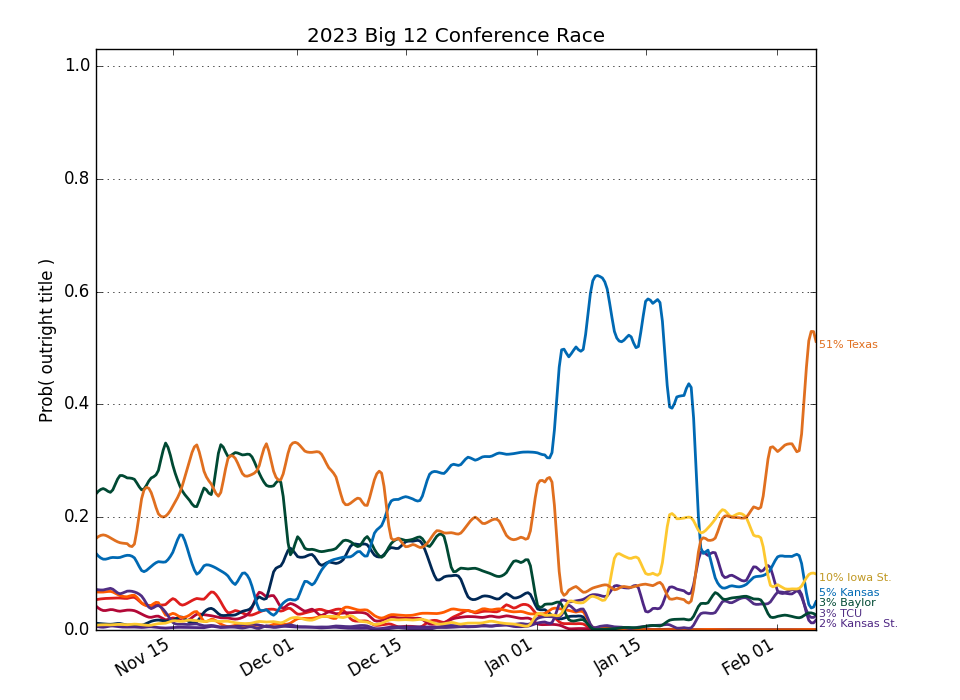 2023 Big 12 Conference Race
Prob( outright title )
1.0
0.8
0.6
0.4
0.2
0.0
Nov 15
Dec 01
Dec 15
Jan 01
Jan 15
Feb 01
51% Texas
10% Iowa St.
5% Kansas
3% Baylor
3% TCU
2% Kansas St.